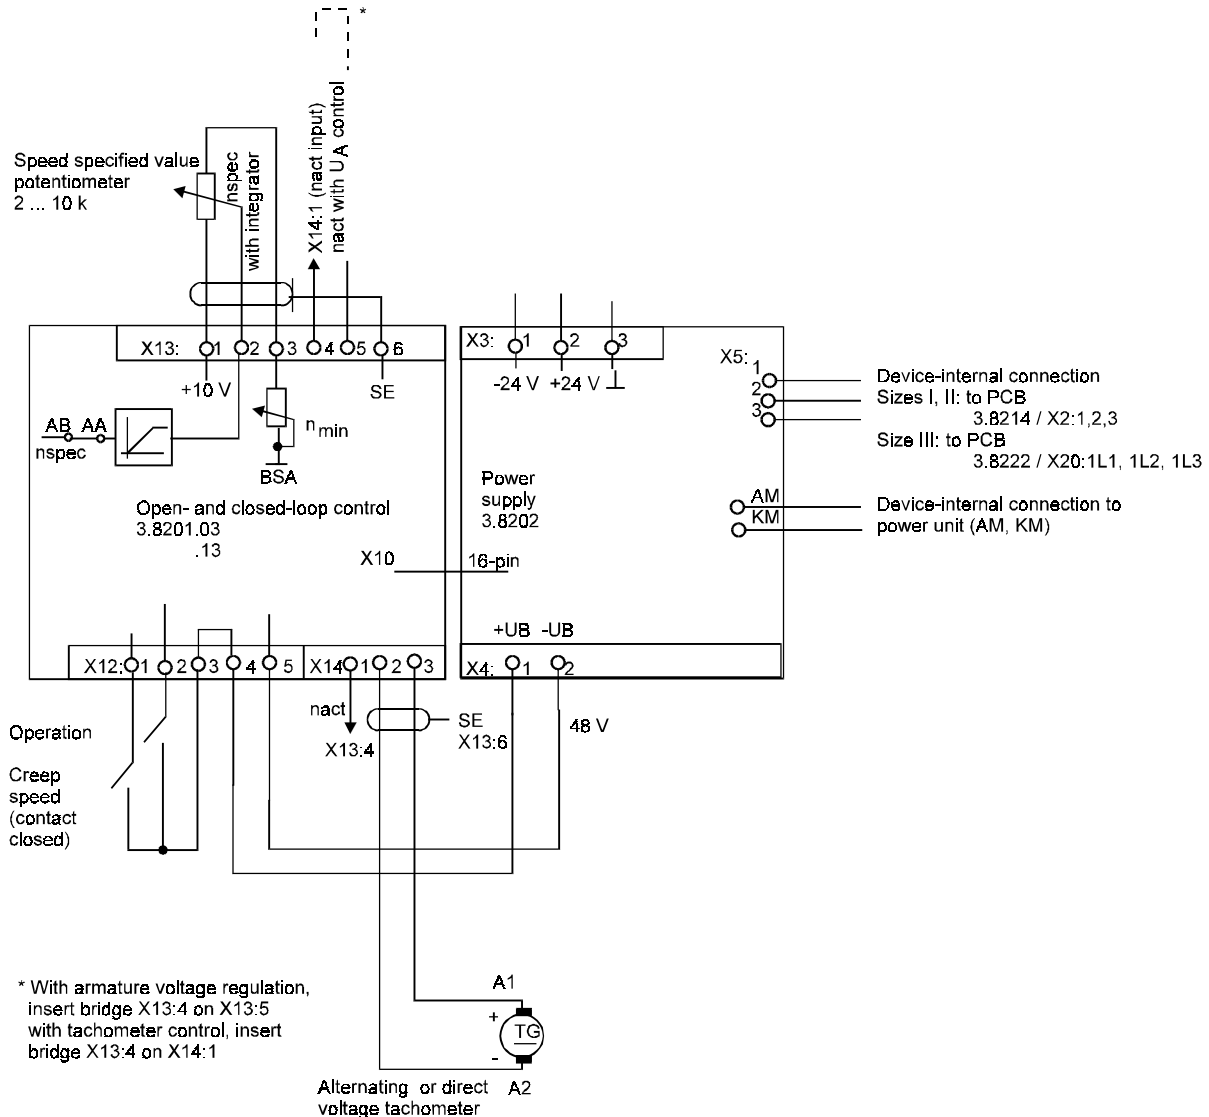 *
X14:1 (nact input)
nact with UA control
nspec
with integrator
Speed specified value
potentiometer
2 ... 10 k
X13: 1 2 3 4 5 6
+10 V
SE
AB AA
nspec
nmin
BSA
Open- and closed-loop control
3.8201.03
.13
X10
16-pin
X3: 1 2 3
-24 V +24 V
X5: 1
2
3
Device-internal connection
Sizes I, II: to PCB
3.8214 / X2:1,2,3
Size III: to PCB
3.8222 / X20:1L1, 1L2, 1L3
Power
supply
3.8202
AM
KM
Device-internal connection to
power unit (AM, KM)
+UB -UB
X12: 1 2 3 4 5
X14 1 2 3
X4: 1 2
nact
X13:4
SE
X13:6
48 V
Operation
Creep
speed
(contact
closed)
* With armature voltage regulation,
insert bridge X13:4 on X13:5
with tachometer control, insert
bridge X13:4 on X14:1
A1
+
TG
-
A2
Alternating or direct
voltage tachometer